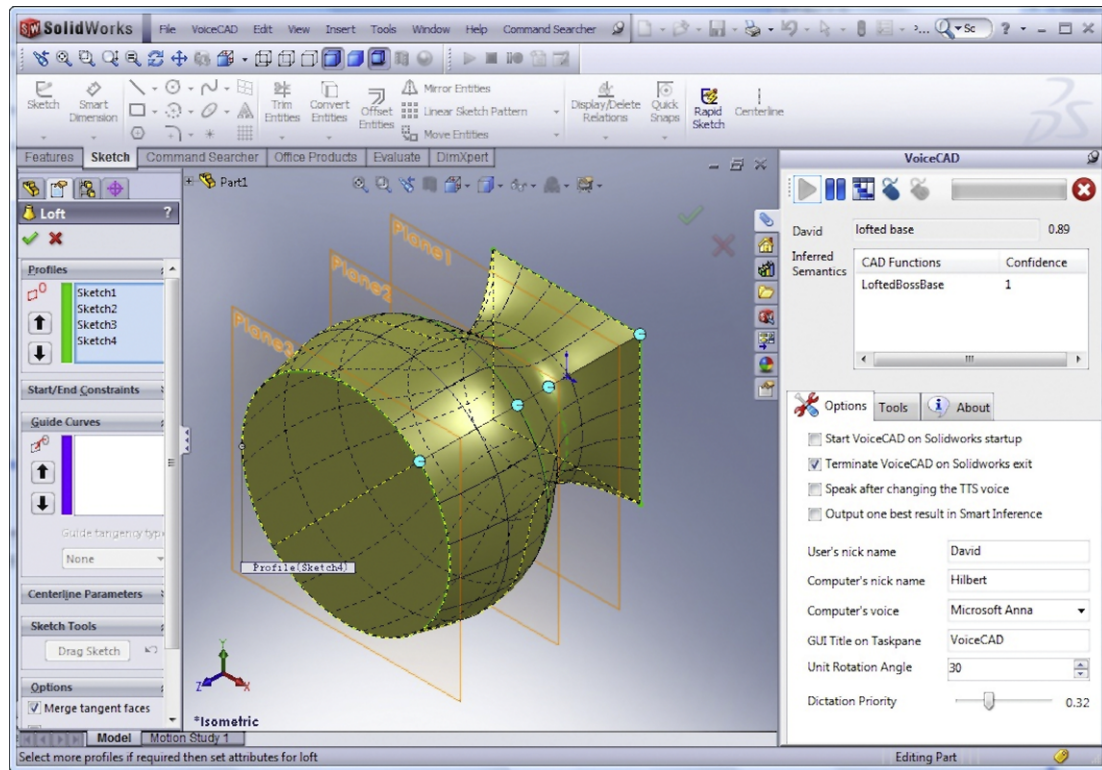 SolidWorks File VoiceCAD Edit View Insert Tools Window Help Command Searcher Sc ?
Sketch Smart Dimension Trim Entities Convert Entities Offset Entities Mirror Entities Linear Sketch Pattern Move Entities Display/Delete Relations Quick Snaps Rapid Sketch Centerline
Features Sketch Command Searcher Office Products Evaluate DimXpert
Part1
Loft ?
Profiles
Sketch1
Sketch2
Sketch3
Sketch4
Start/End Constraints
Guide Curves
Guide tangency type
None
Centerline Parameters
Sketch Tools
Drag Sketch
Options
Merge tangent faces
Plane1
Plane2
Plane3
Profile(Sketch4)
Y
Z X
*Isometric
Model Motion Study 1
Select more profiles if required then set attributes for loft Editing Part
VoiceCAD
David lofted base 0.89
Inferred Semantics
CAD Functions Confidence
LoftedBossBase 1
Options Tools About
Start VoiceCAD on Solidworks startup
Terminate VoiceCAD on Solidworks exit
Speak after changing the TTS voice
Output one best result in Smart Inference
User's nick name David
Computer's nick name Hilbert
Computer's voice Microsoft Anna
GUI Title on Taskpane VoiceCAD
Unit Rotation Angle 30
Dictation Priority 0.32